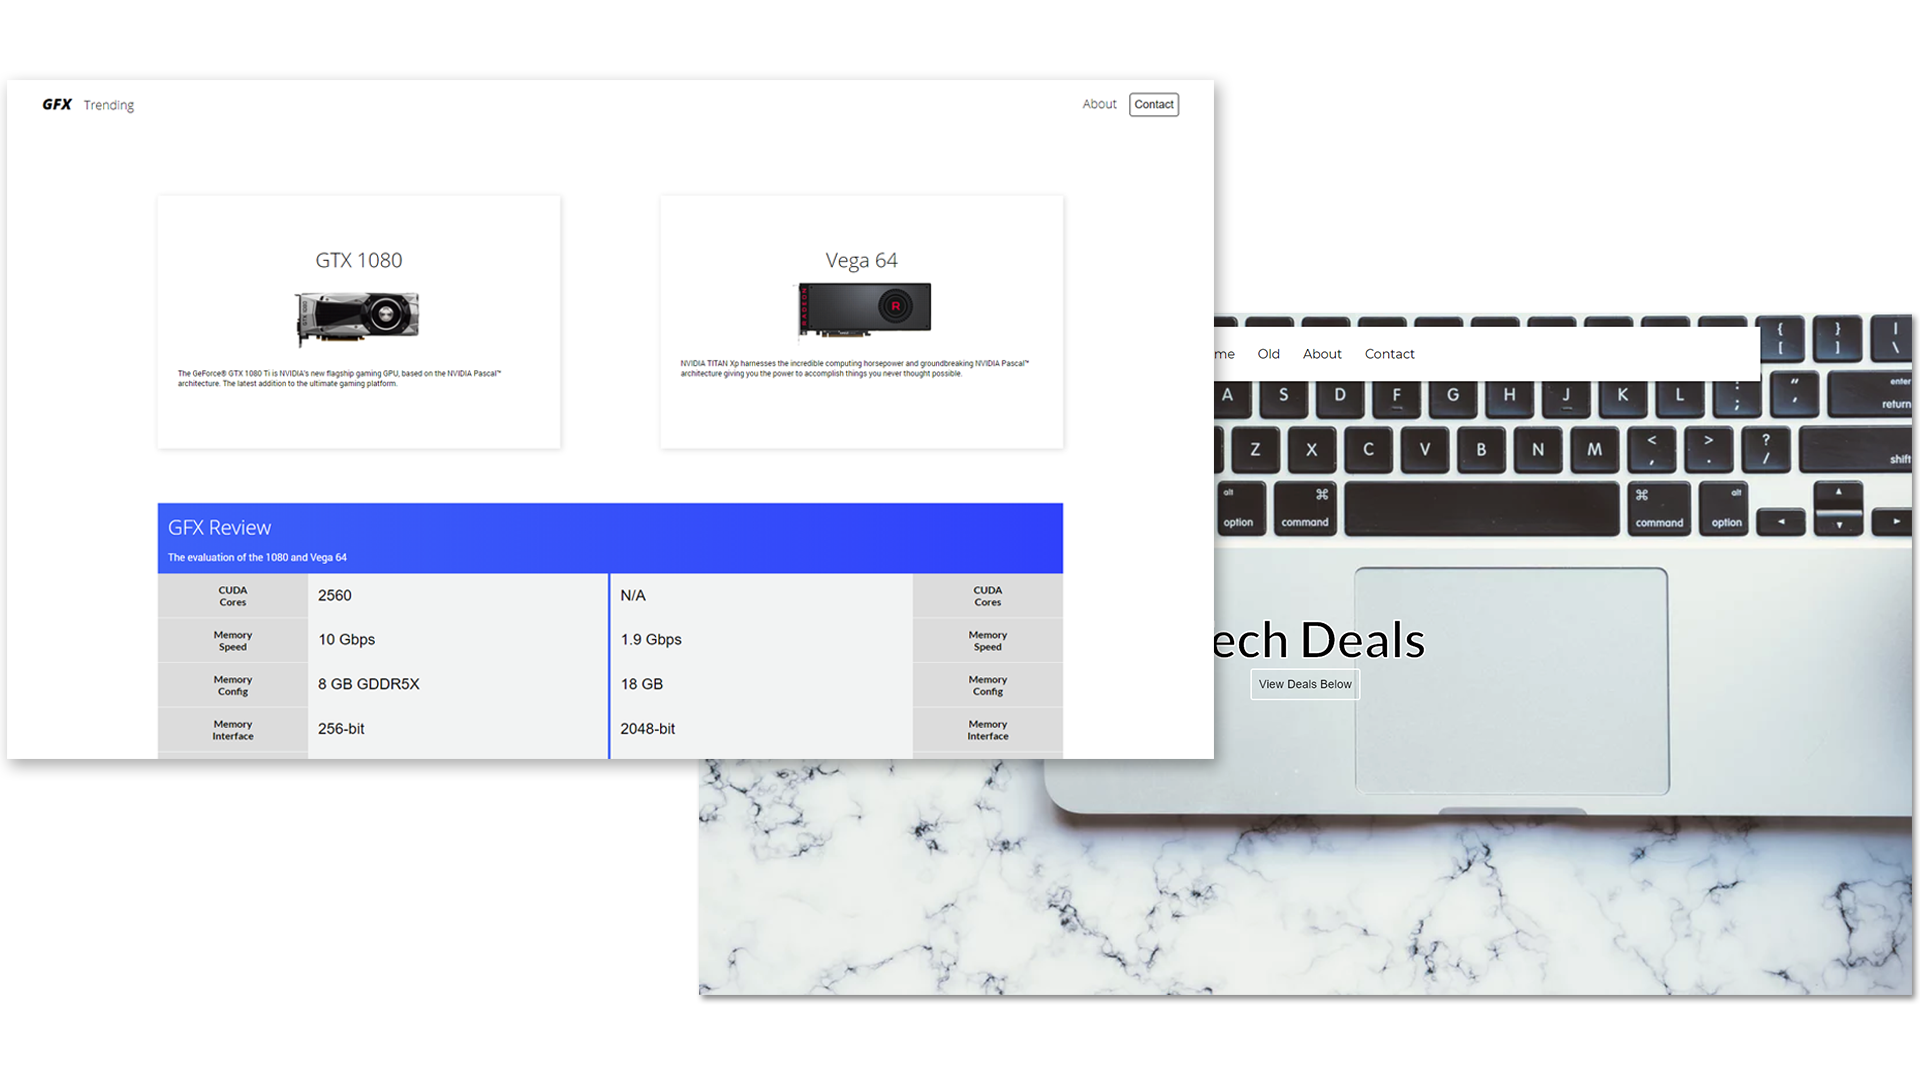 GFX Trending About Contact
GTX 1080
The GeForce® GTX 1080 Ti is NVIDIA's new flagship gaming GPU, based on the NVIDIA Pascal™
architecture. The latest addition to the ultimate gaming platform.
Vega 64
RADEON
R
NVIDIA TITAN Xp harnesses the incredible computing horsepower and groundbreaking NVIDIA Pascal™
architecture giving you the power to accomplish things you never thought possible.
GFX Review
The evaluation of the 1080 and Vega 64
CUDA
Cores
2560
N/A
CUDA
Cores
Memory
Speed
10 Gbps
1.9 Gbps
Memory
Speed
Memory
Config
8 GB GDDR5X
18 GB
Memory
Config
Memory
Interface
256-bit
2048-bit
Memory
Interface
me Old About Contact
{ } |
[ ] \
A S D F G H J K L : ; “ ‘ enter
return
Z X C V B N M < , > . ? / shift
alt ⌘ ⌘ alt
option command command option
ech Deals
View Deals Below